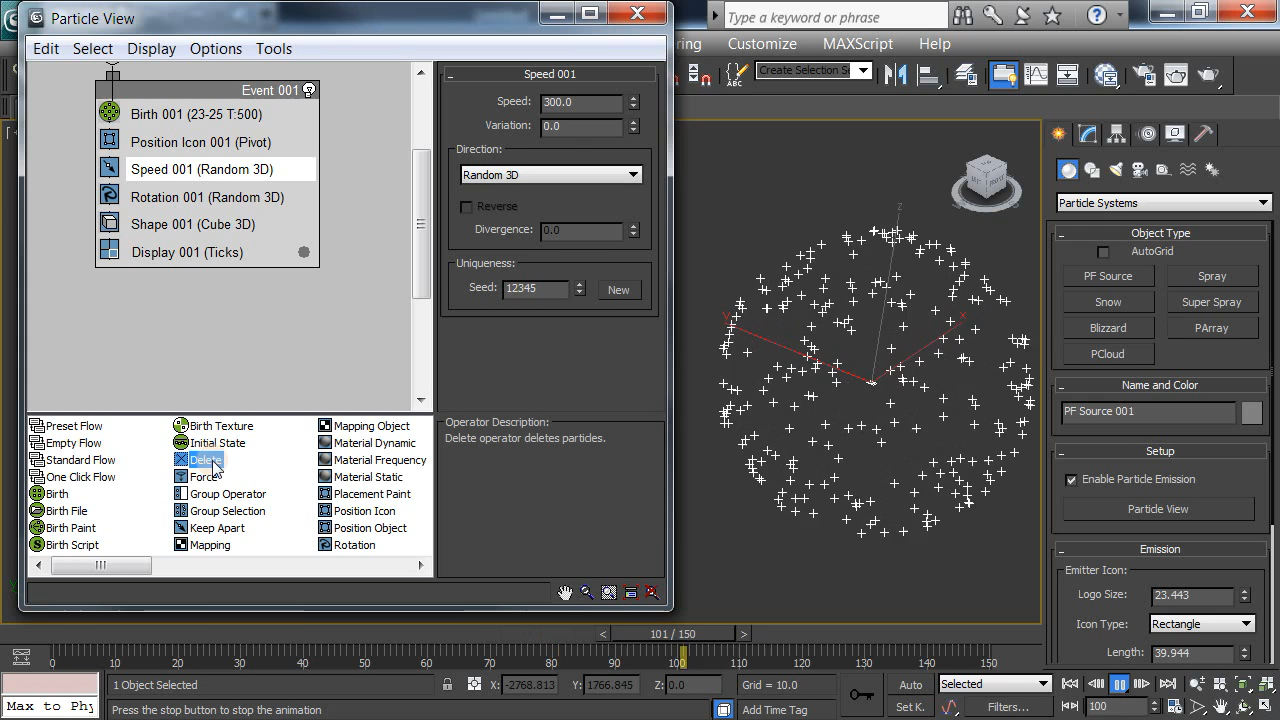 Particle View
Type a keyword or phrase
Edit Select Display Options Tools
ring Customize MAXScript Help
Create Selection S
Event 001
Birth 001 (23-25 T:500)
Position Icon 001 (Pivot)
Speed 001 (Random 3D)
Rotation 001 (Random 3D)
Shape 001 (Cube 3D)
Display 001 (Ticks)
Speed 001
Speed: 300.0
Variation: 0.0
Direction:
Random 3D
Reverse
Divergence: 0.0
Uniqueness:
Seed: 12345 New
z
y
x
Particle Systems
Object Type
AutoGrid
PF Source Spray
Snow Super Spray
Blizzard PArray
PCloud
Name and Color
PF Source 001
Setup
Enable Particle Emission
Particle View
Emission
Emitter Icon:
Logo Size: 23.443
Icon Type: Rectangle
Length: 39.944
Preset Flow Birth Texture Mapping Object
Empty Flow Initial State Material Dynamic
Standard Flow Delete Material Frequency
One Click Flow Force Material Static
Birth Group Operator Placement Paint
Birth File Group Selection Position Icon
Birth Paint Keep Apart Position Object
Birth Script Mapping Rotation
Operator Description:
Delete operator deletes particles.
< 101 / 150 >
0 10 20 30 40 50 60 70 80 90 100 110 120 130 140 150
1 Object Selected X: -2768.813 Y: 1766.845 Z: 0.0 Grid = 10.0 Auto Selected
Max to Phy Press the stop button to stop the animation Add Time Tag Set K. Filters... 100